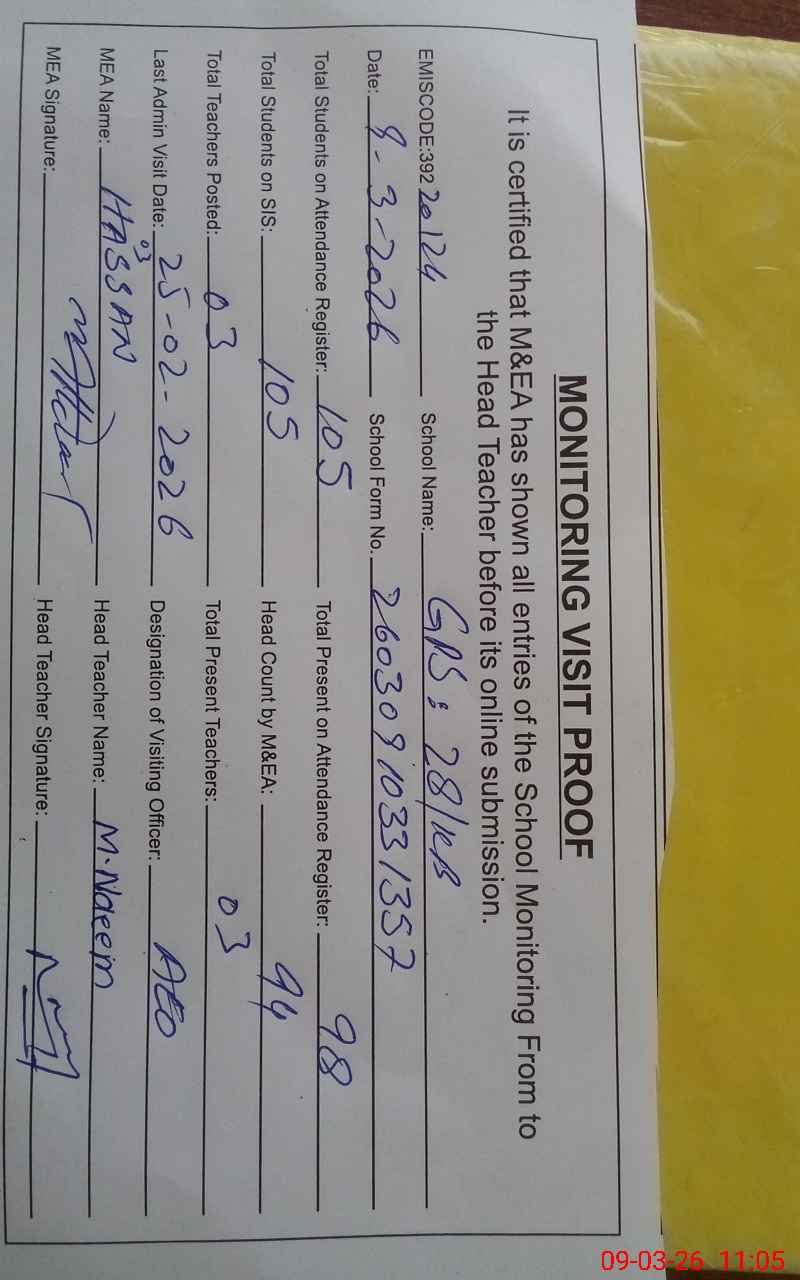 MONITORING VISIT PROOF
It is certified that M&EA has shown all entries of the School Monitoring From to
the Head Teacher before its online submission.
EMISCODE:392 20124 School Name: GPS: 28/KB
Date: 9-3-2026 School Form No. 2603091033 1357
Total Students on Attendance Register: 105 Total Present on Attendance Register: 98
Total Students on SIS: 105 Head Count by M&EA: 94
Total Teachers Posted: 03 Total Present Teachers: 03
Last Admin Visit Date: 25-02-2026 Designation of Visiting Officer: AEO
03
MEA Name: HASSAN Head Teacher Name: M. Naeem
MEA Signature: Head Teacher Signature:
09-03-26 11:05